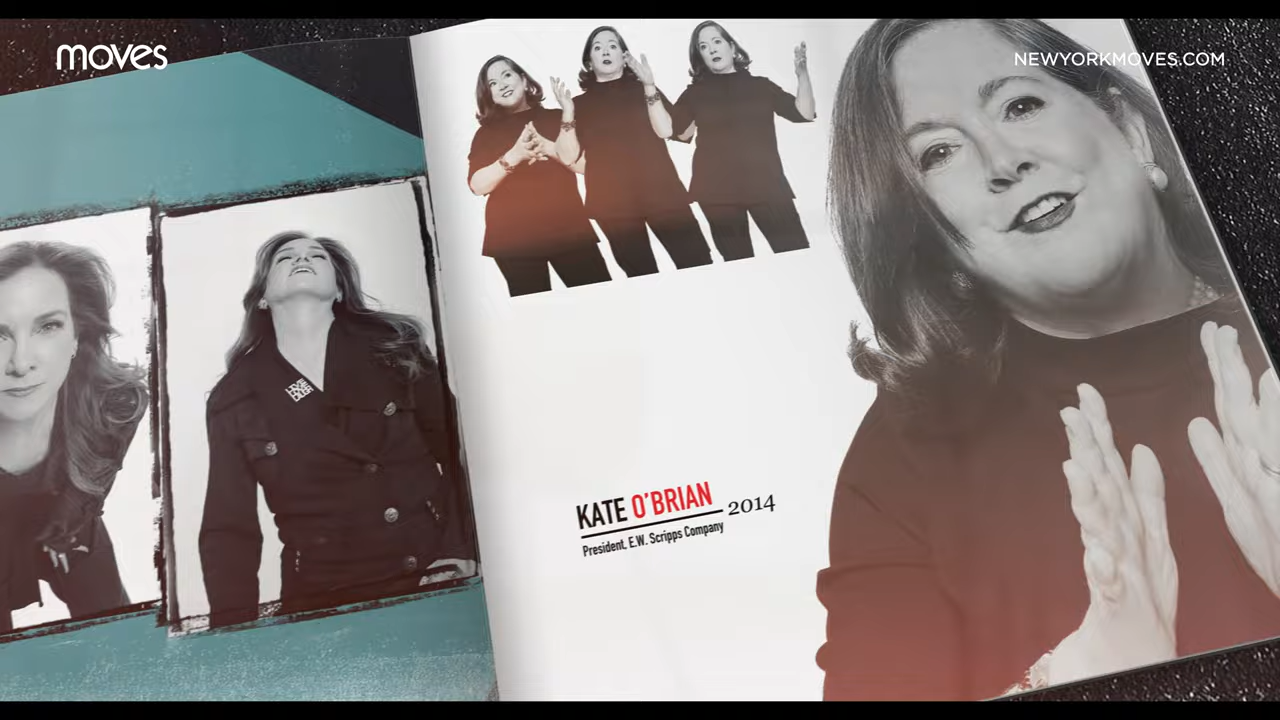 moves
NEWYORKMOVES.COM
KATE O'BRIAN 2014
President, E.W. Scripps Company